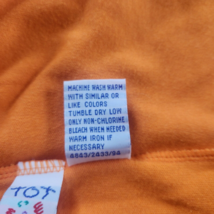 MACHINE WASH WARM
WITH SIMILAR OR
LIKE COLORS
TUMBLE DRY LOW
ONLY NON-CHLORINE
BLEACH WHEN NEEDED
WARM IRON IF
NECESSARY
TOY